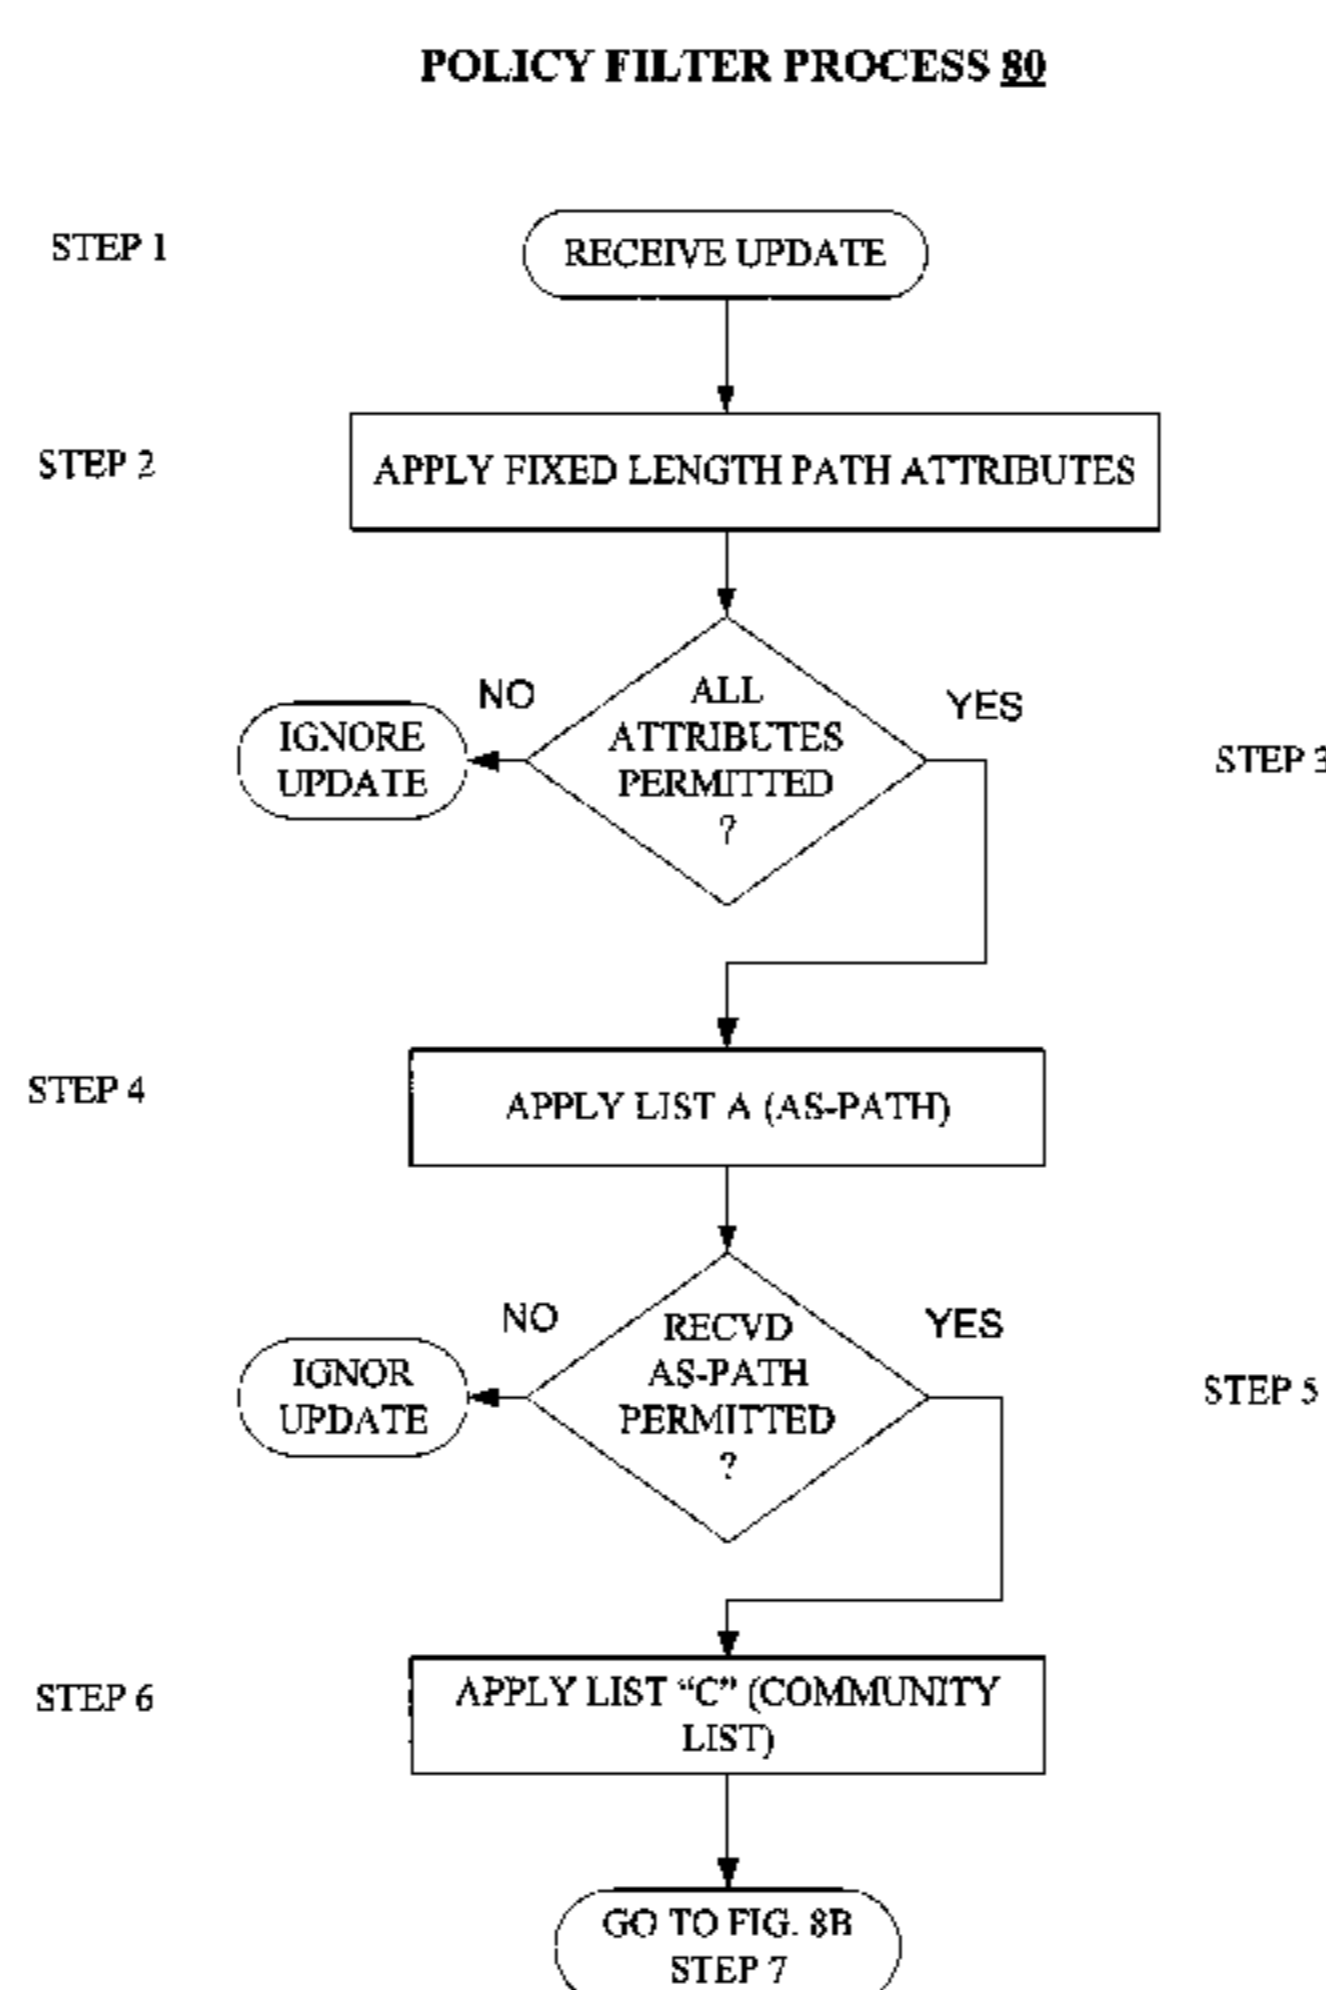 POLICY FILTER PROCESS 80
STEP 1
RECEIVE UPDATE
STEP 2
APPLY FIXED LENGTH PATH ATTRIBUTES
NO
ALL
ATTRIBUTES
PERMITTED
?
YES
IGNORE
UPDATE
STEP 3
STEP 4
APPLY LIST A (AS-PATH)
NO
RECVD
AS-PATH
PERMITTED
?
YES
IGNOR
UPDATE
STEP 5
STEP 6
APPLY LIST “C” (COMMUNITY
LIST)
GO TO FIG. 8B
STEP 7